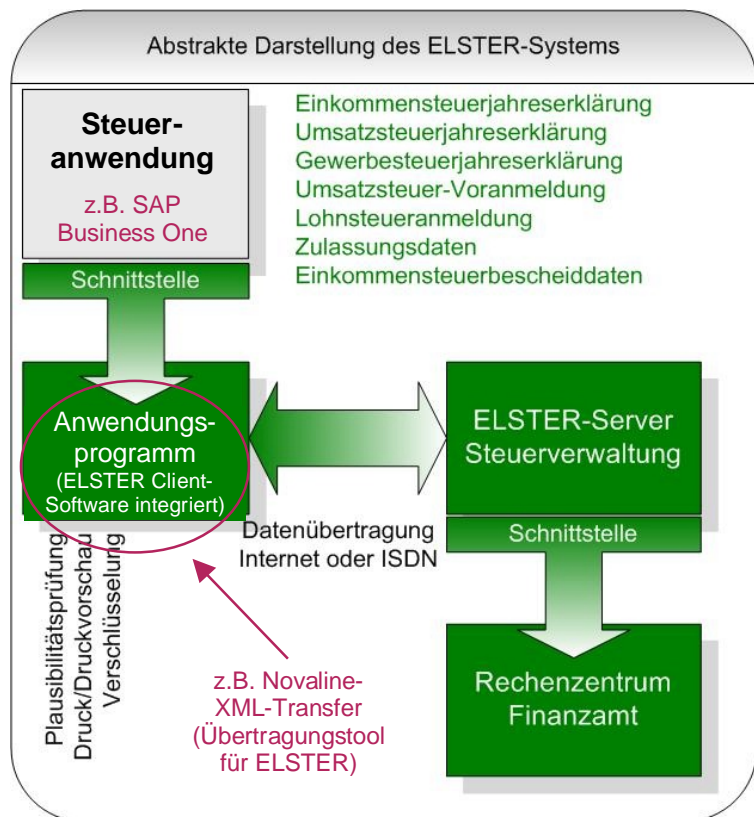 Abstrakte Darstellung des ELSTER-Systems
Steuer-
anwendung
z.B. SAP
Business One
Einkommensteuerjahreserklärung
Umsatzsteuerjahreserklärung
Gewerbesteuerjahreserklärung
Umsatzsteuer-Voranmeldung
Lohnsteueranmeldung
Zulassungsdaten
Einkommensteuerbescheiddaten
Schnittstelle
Anwendungs-
programm
(ELSTER Client-
Software integriert)
ELSTER-Server
Steuerverwaltung
Datenübertragung
Internet oder ISDN
Schnittstelle
Plausibilitätsprüfung
Druck/Druckvorschau
Verschlüsselung
z.B. Novaline-
XML-Transfer
(Übertragungstool
für ELSTER)
Rechenzentrum
Finanzamt